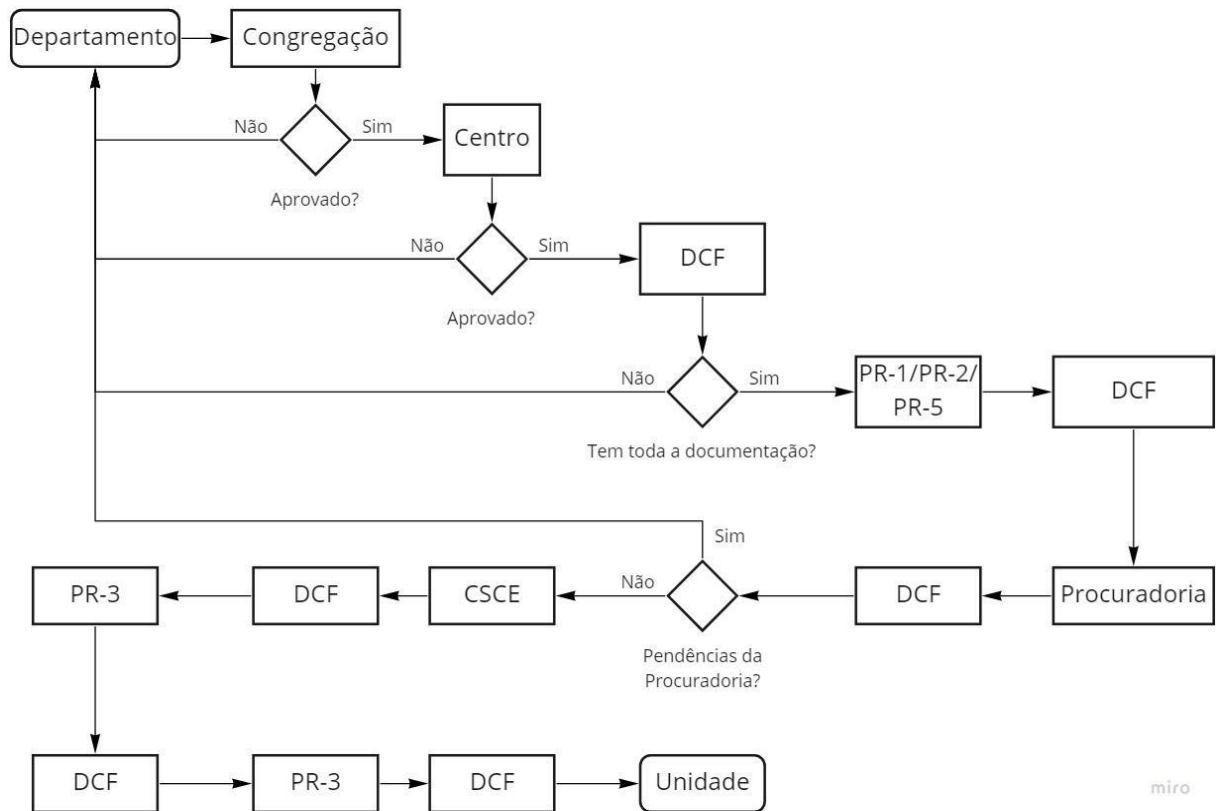 Departamento
Congregação
Não
Sim
Aprovado?
Centro
Não
Sim
Aprovado?
DCF
Não
Sim
Tem toda a documentação?
PR-1/PR-2/
PR-5
DCF
Procuradoria
DCF
Sim
Não
Pendências da
Procuradoria?
CSCE
DCF
PR-3
DCF
PR-3
DCF
Unidade
miro